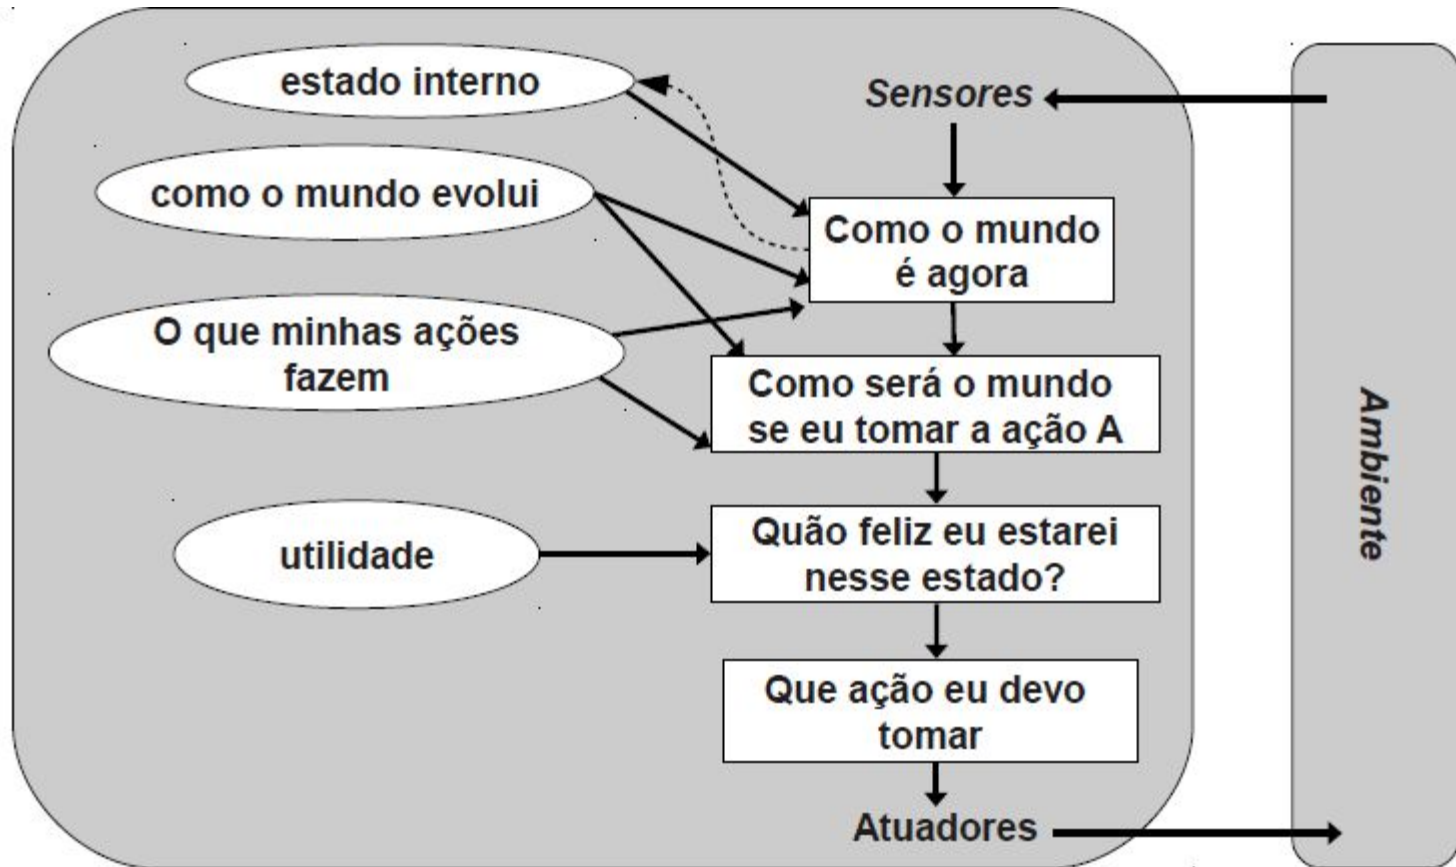 estado interno
Sensores
como o mundo evolui
Como o mundo
é agora
O que minhas ações
fazem
Como será o mundo
se eu tomar a ação A
Ambiente
utilidade
Quão feliz eu estarei
nesse estado?
Que ação eu devo
tomar
Atuadores